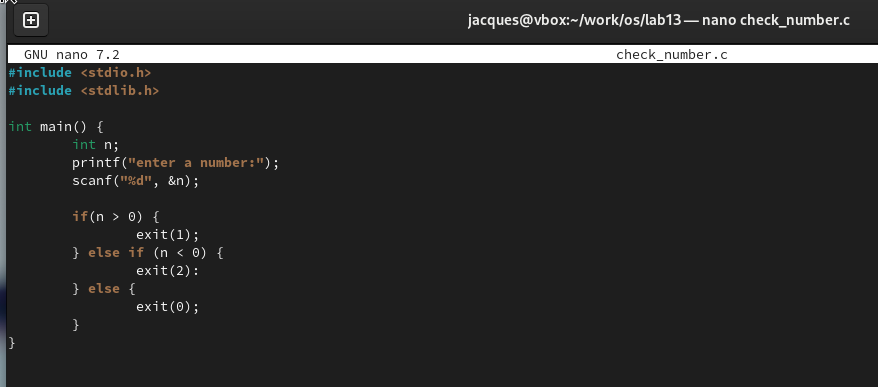 jacques@vbox:~/work/os/lab13 — nano check_number.c
GNU nano 7.2 check_number.c
#include <stdio.h>
#include <stdlib.h>
int main() {
int n;
printf("enter a number:");
scanf("%d", &n);
if(n > 0) {
exit(1);
} else if (n < 0) {
exit(2):
} else {
exit(0);
}
}